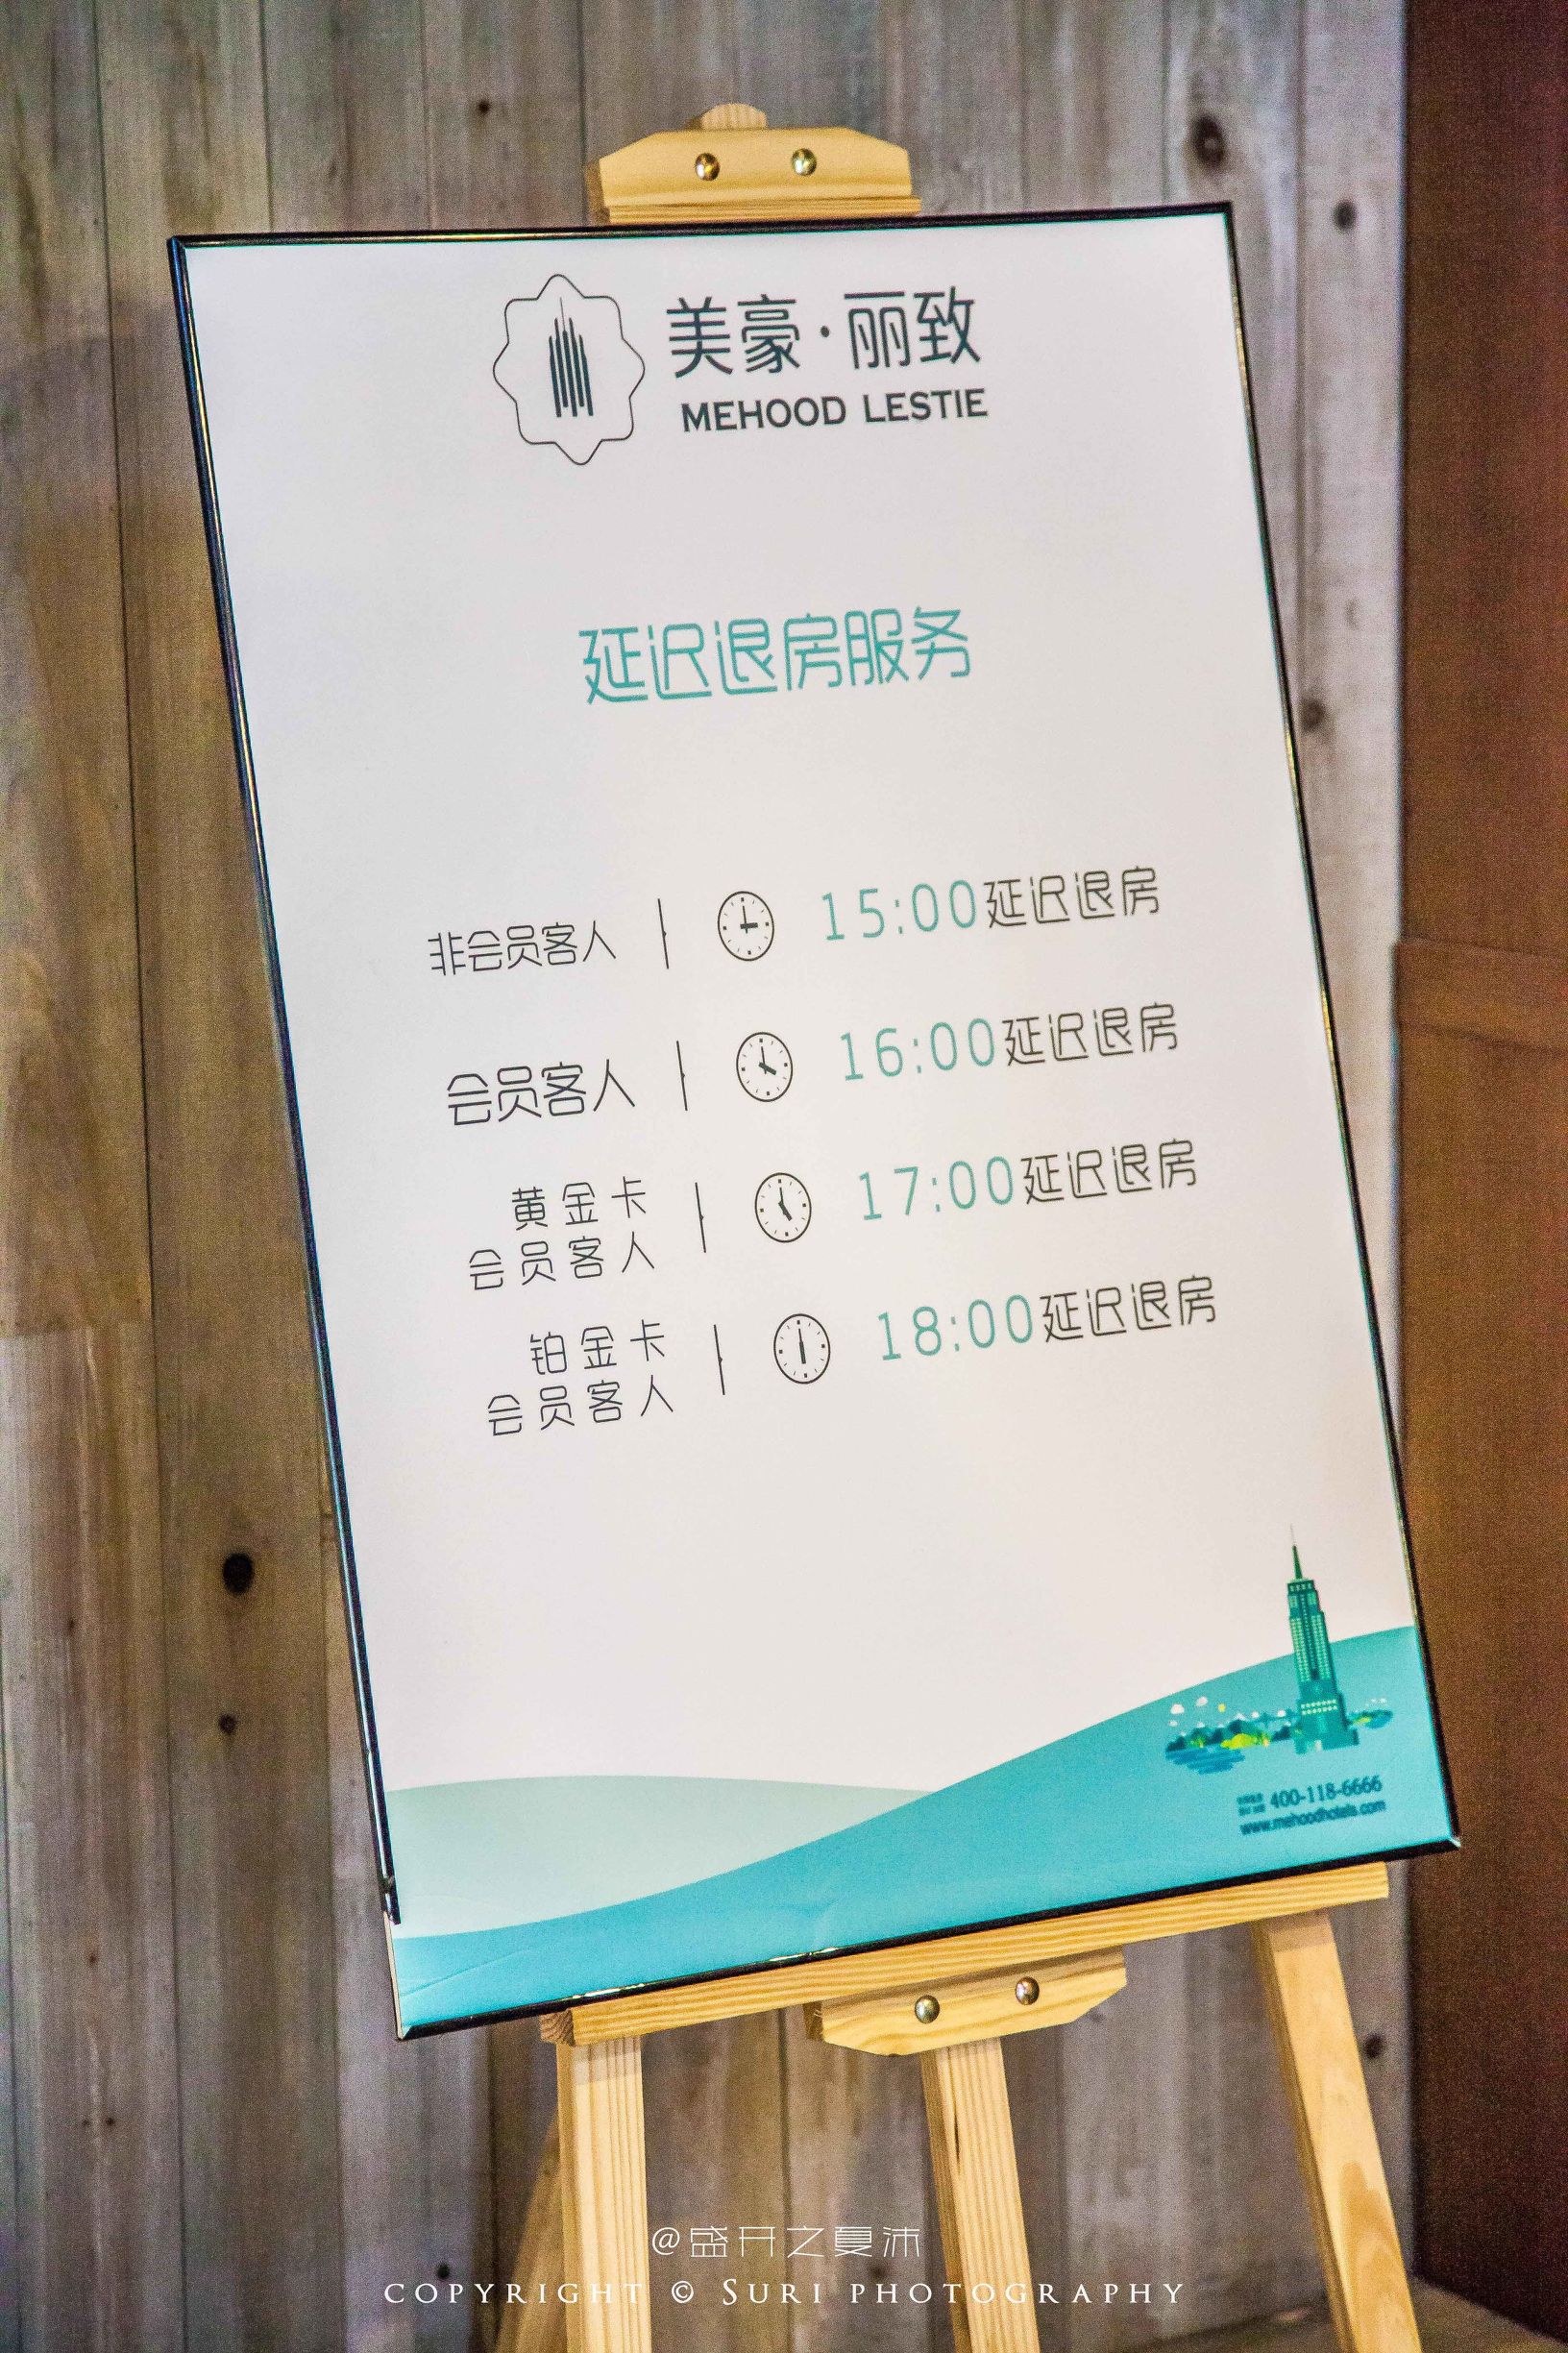 美豪·丽致
MEHOOD LESTIE
延迟退房服务
非会员客人 15:00延迟退房
会员客人 16:00延迟退房
黄金卡
会员客人 17:00延迟退房
铂金卡
会员客人 18:00延迟退房
400-118-6666
www.mehoodhotels.com
@盛开之夏沫
COPYRIGHT © SURI PHOTOGRAPHY